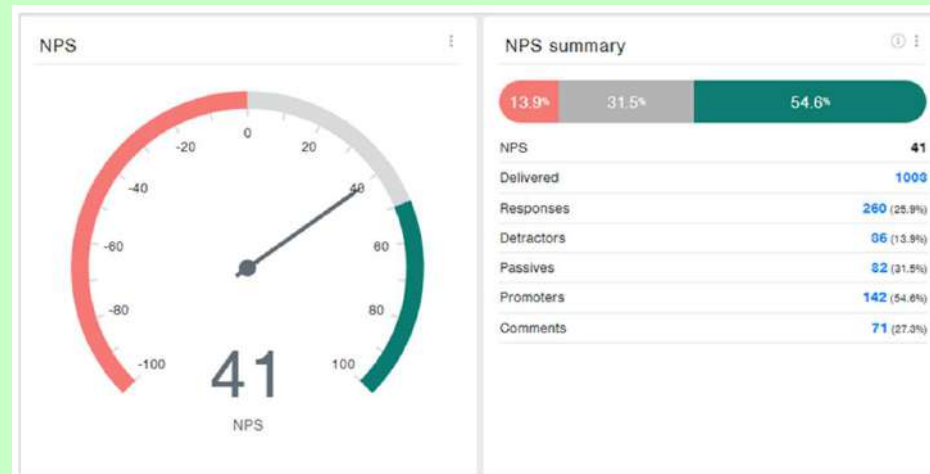 NPS
0
-20 20
-40 40
-60 60
-80 80
-100 100
41
NPS
NPS summary
13.9% 31.5% 54.6%
NPS 41
Delivered 1003
Responses 260 (25.9%)
Detractors 36 (13.9%)
Passives 82 (31.5%)
Promoters 142 (54.6%)
Comments 71 (27.3%)